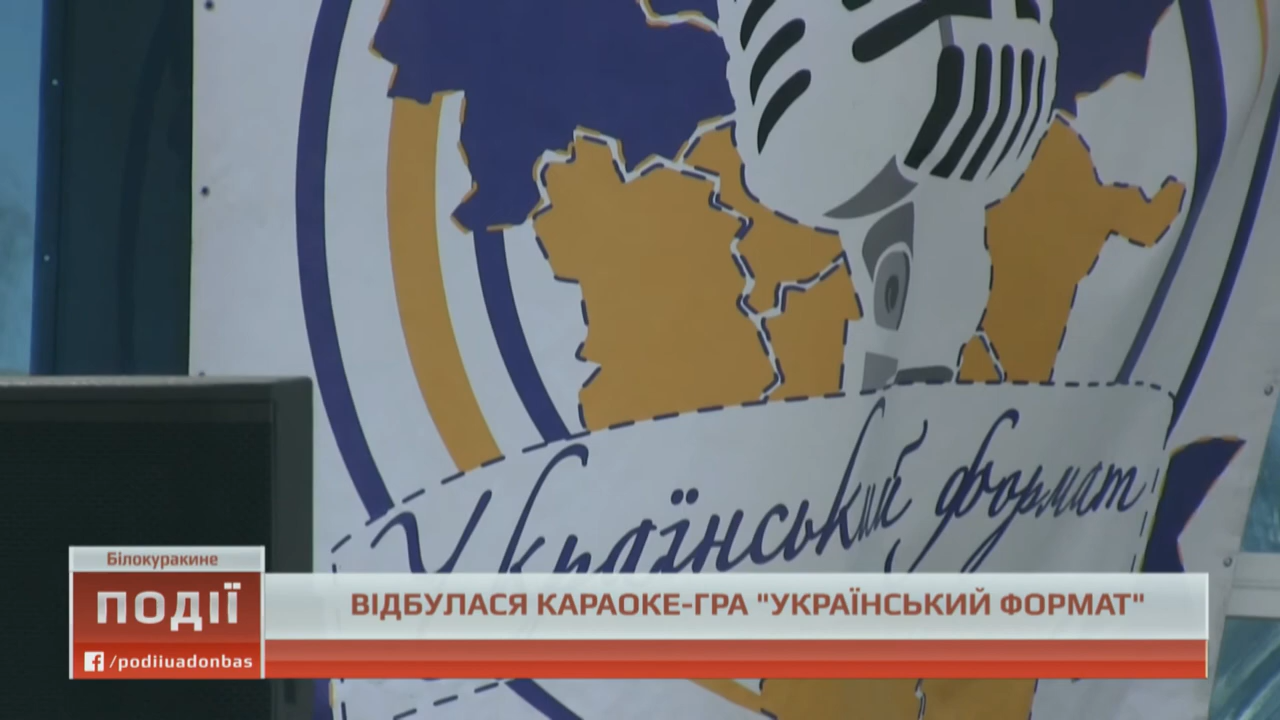 Український формат
Білокуракине
ПОДІЇ
ВІДБУЛАСЯ КАРАОКЕ-ГРА "УКРАЇНСЬКИЙ ФОРМАТ"
/podiiuadonbas